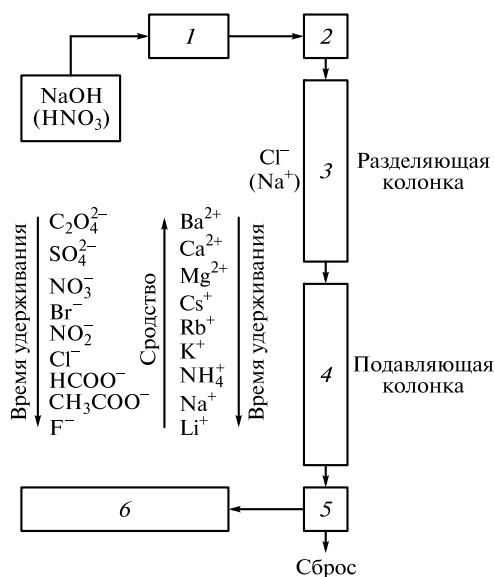 1
2
NaOH
(HNO₃)
Cl⁻
(Na⁺)
3
Разделяющая
колонка
Время удерживания
C₂O₄²⁻
SO₄²⁻
NO₃⁻
Br⁻
NO₂⁻
Cl⁻
HCOO⁻
CH₃COO⁻
F⁻
Сродство
Ba²⁺
Ca²⁺
Mg²⁺
Cs⁺
Rb⁺
K⁺
NH₄⁺
Na⁺
Li⁺
Время удерживания
4
Подавляющая
колонка
6
5
Сброс